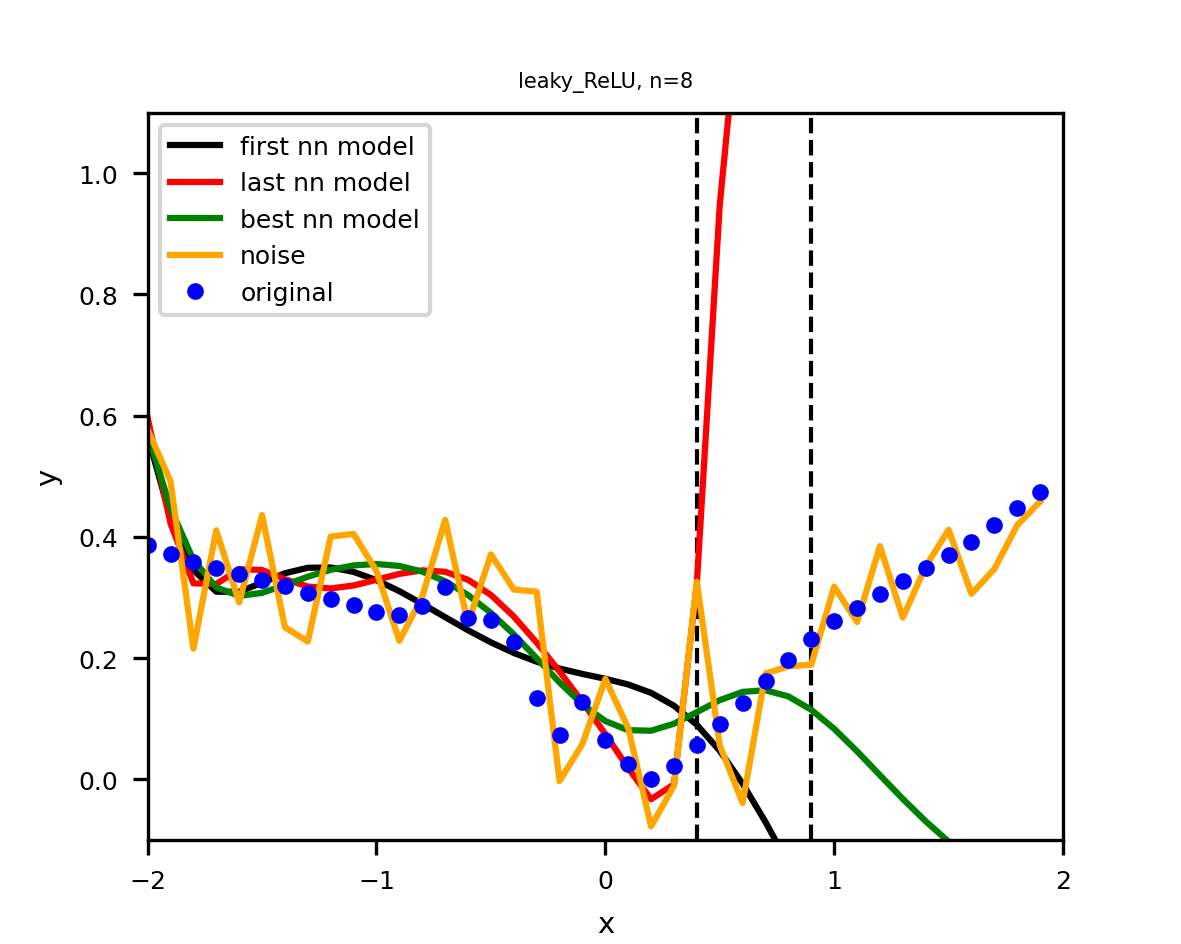 leaky_ReLU, n=8
first nn model
last nn model
best nn model
noise
original
1.0
0.8
0.6
0.4
0.2
0.0
y
−2
−1
0
1
2
x